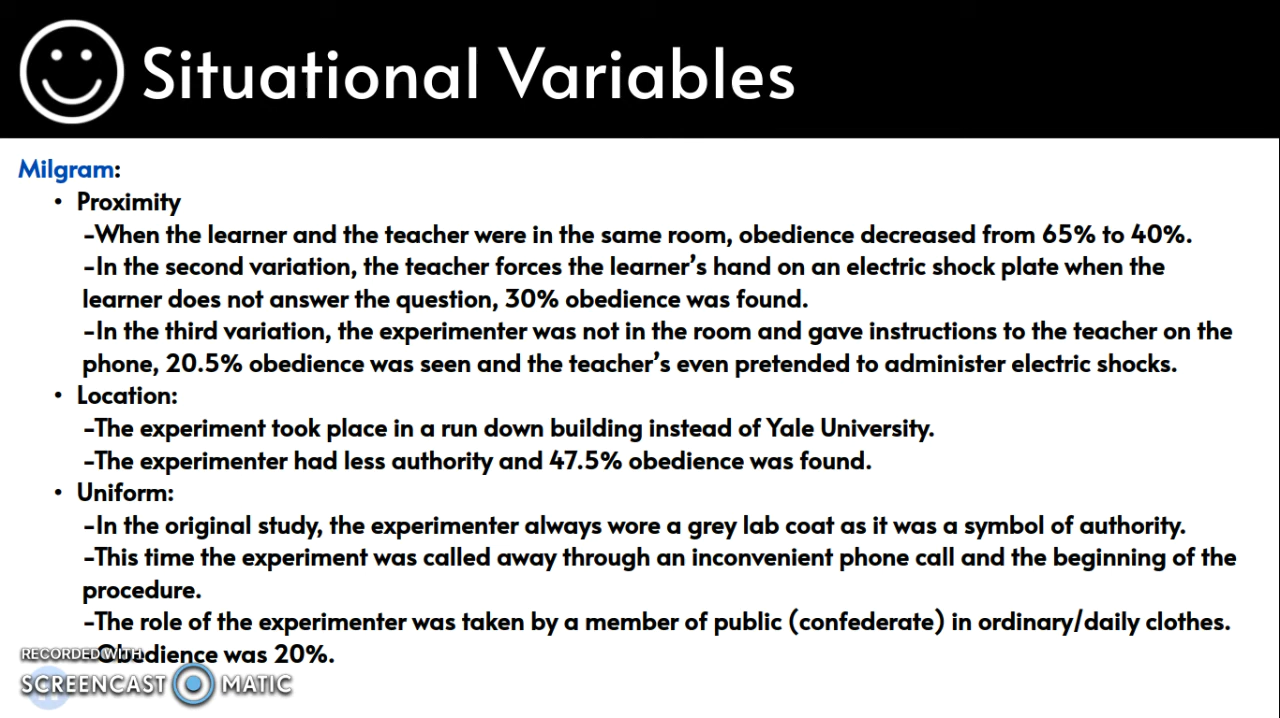 Situational Variables
Milgram:
• Proximity
-When the learner and the teacher were in the same room, obedience decreased from 65% to 40%.
-In the second variation, the teacher forces the learner's hand on an electric shock plate when the
learner does not answer the question, 30% obedience was found.
-In the third variation, the experimenter was not in the room and gave instructions to the teacher on the
phone, 20.5% obedience was seen and the teacher's even pretended to administer electric shocks.
• Location:
-The experiment took place in a run down building instead of Yale University.
-The experimenter had less authority and 47.5% obedience was found.
• Uniform:
-In the original study, the experimenter always wore a grey lab coat as it was a symbol of authority.
-This time the experiment was called away through an inconvenient phone call and the beginning of the
procedure.
-The role of the experimenter was taken by a member of public (confederate) in ordinary/daily clothes.
-Obedience was 20%.
RECORDED WITH
SCREENCAST MATIC